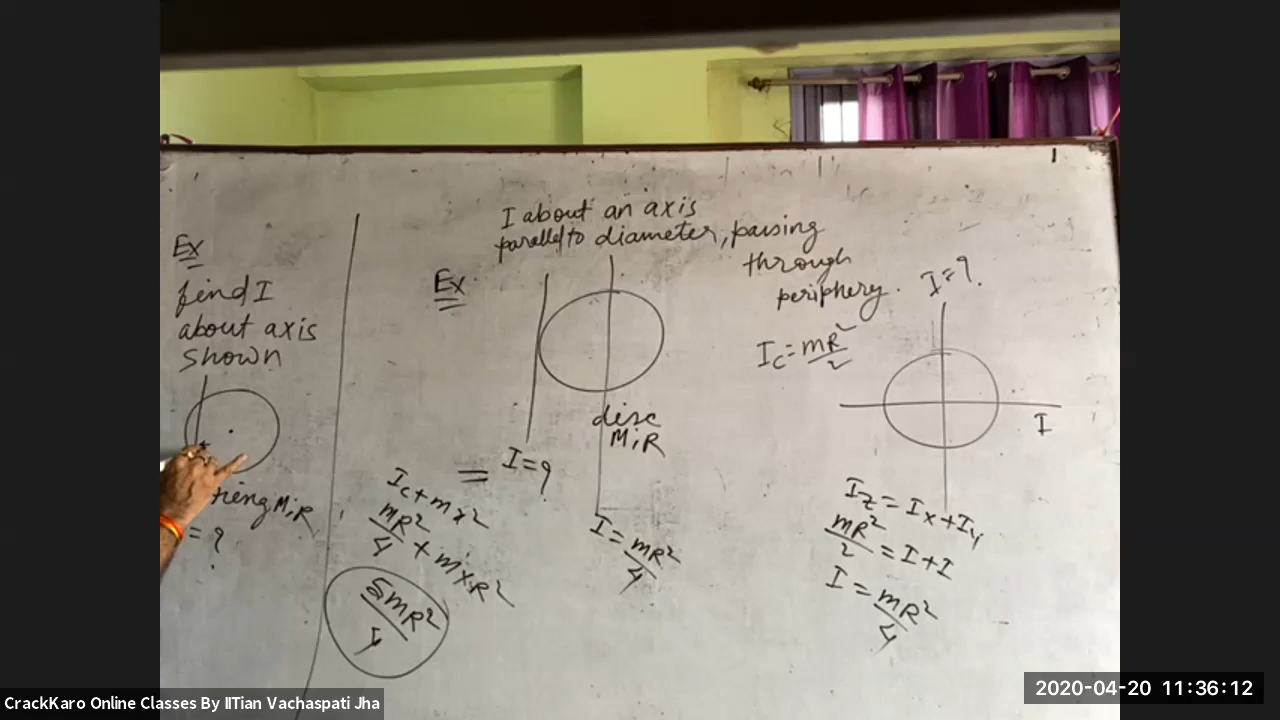 Ex
find I
about axis
shown
ring M, R
= ?
I about an axis
parallel to diameter, passing
through
periphery.
Ex
disc
M, R
I = ?
I = mR²/4
= Ic + mx²
mR²/4 + m × R²
5mR²/4
Ic = mR²/2
I = ?
I
Iz = Ix + Iy
mR²/2 = I + I
I = mR²/4
CrackKaro Online Classes By IITian Vachaspati Jha
2020-04-20 11:36:12